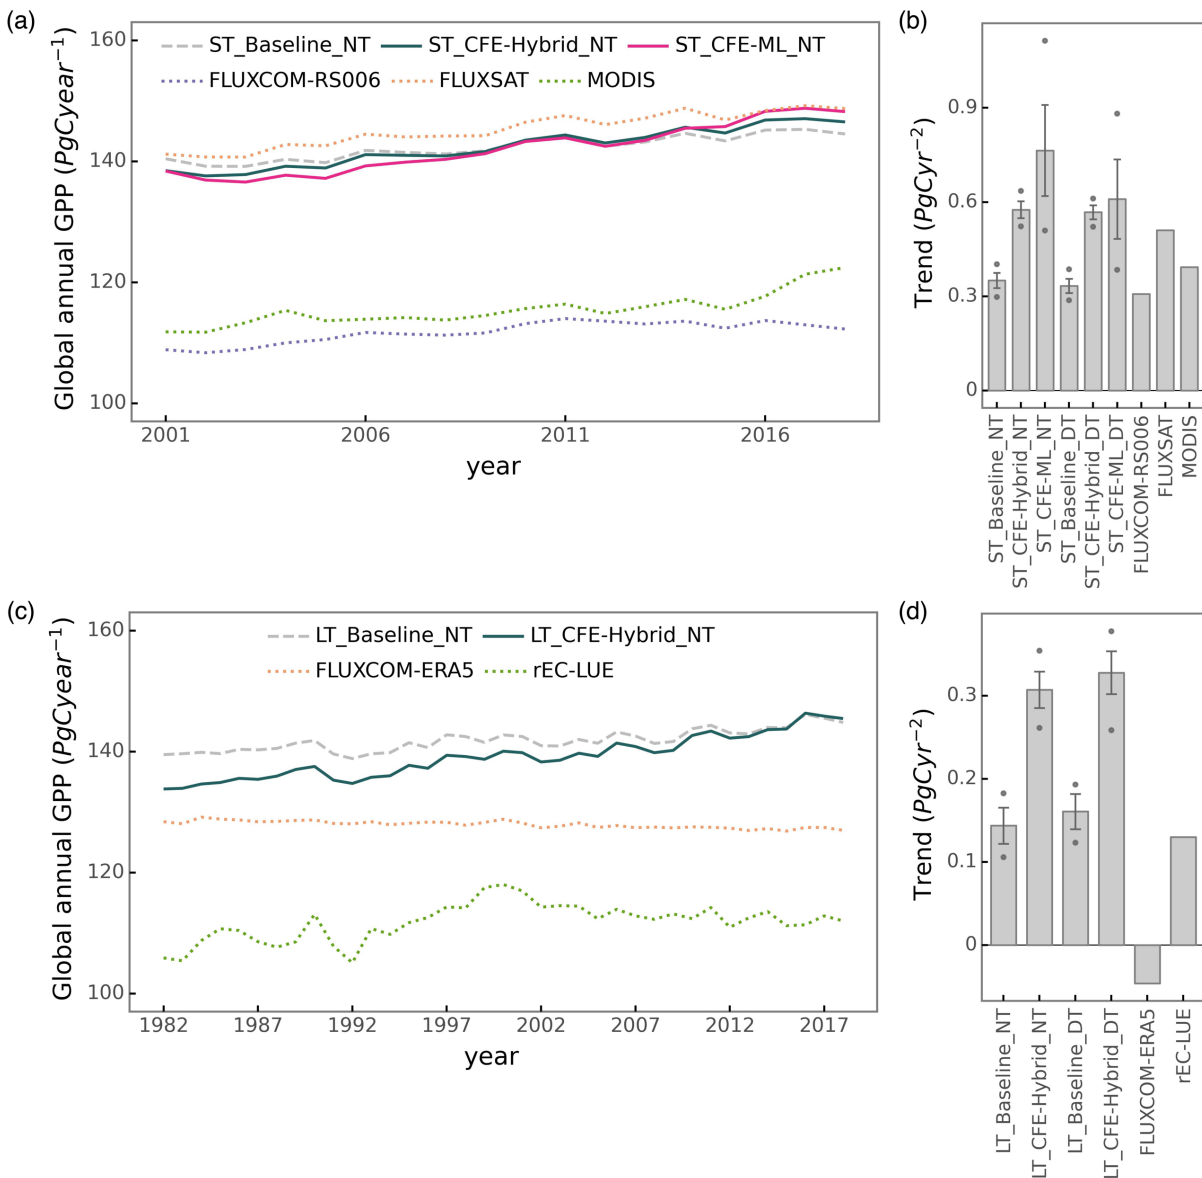 (a)
Global annual GPP (PgCyear⁻¹)
160
140
120
100
ST_Baseline_NT ST_CFE-Hybrid_NT ST_CFE-ML_NT
FLUXCOM-RS006 FLUXSAT MODIS
2001 2006 2011 2016
year
(b)
Trend (PgCyr⁻²)
0.9
0.6
0.3
0
ST_Baseline_NT
ST_CFE-Hybrid_NT
ST_CFE-ML_NT
ST_Baseline_DT
ST_CFE-Hybrid_DT
ST_CFE-ML_DT
FLUXCOM-RS006
FLUXSAT
MODIS
(c)
Global annual GPP (PgCyear⁻¹)
160
140
120
100
LT_Baseline_NT LT_CFE-Hybrid_NT
FLUXCOM-ERA5 rEC-LUE
1982 1987 1992 1997 2002 2007 2012 2017
year
(d)
Trend (PgCyr⁻²)
0.3
0.2
0.1
0
LT_Baseline_NT
LT_CFE-Hybrid_NT
LT_Baseline_DT
LT_CFE-Hybrid_DT
FLUXCOM-ERA5
rEC-LUE